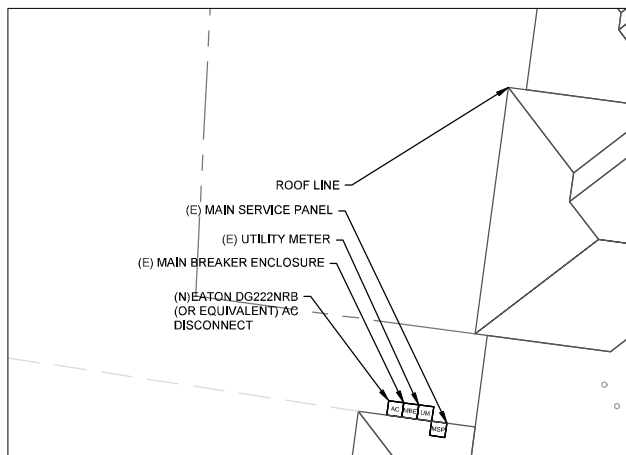 ROOF LINE
(E) MAIN SERVICE PANEL
(E) UTILITY METER
(E) MAIN BREAKER ENCLOSURE
(N)EATON DG222NRB
(OR EQUIVALENT) AC
DISCONNECT
AC MBE UM
MSP